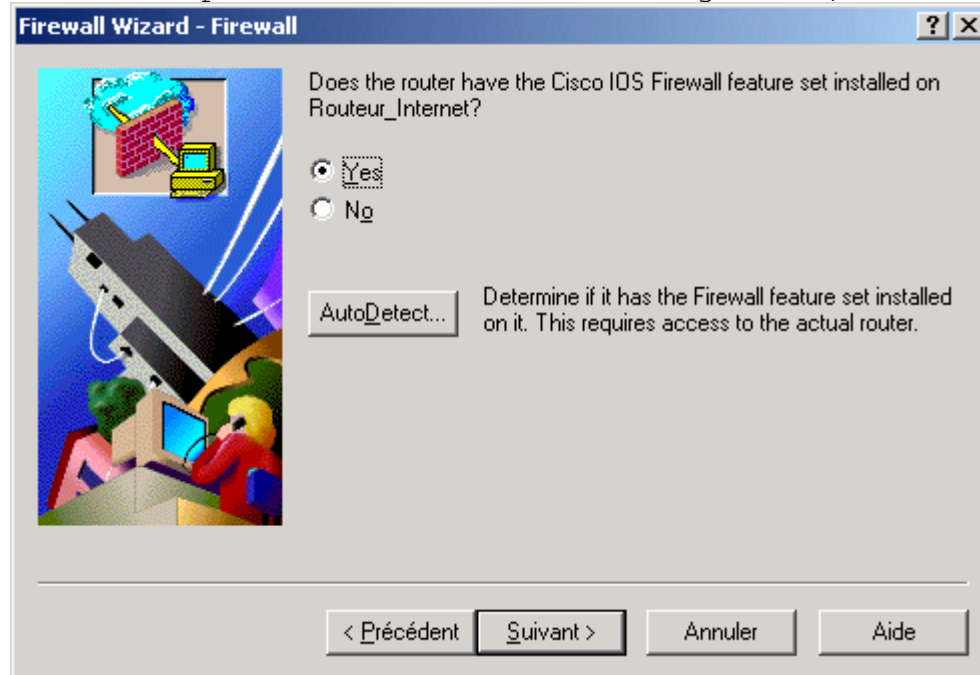 Firewall Wizard - Firewall
Does the router have the Cisco IOS Firewall feature set installed on
Routeur_Internet?
Yes
No
AutoDetect...
Determine if it has the Firewall feature set installed
on it. This requires access to the actual router.
< Précédent
Suivant >
Annuler
Aide